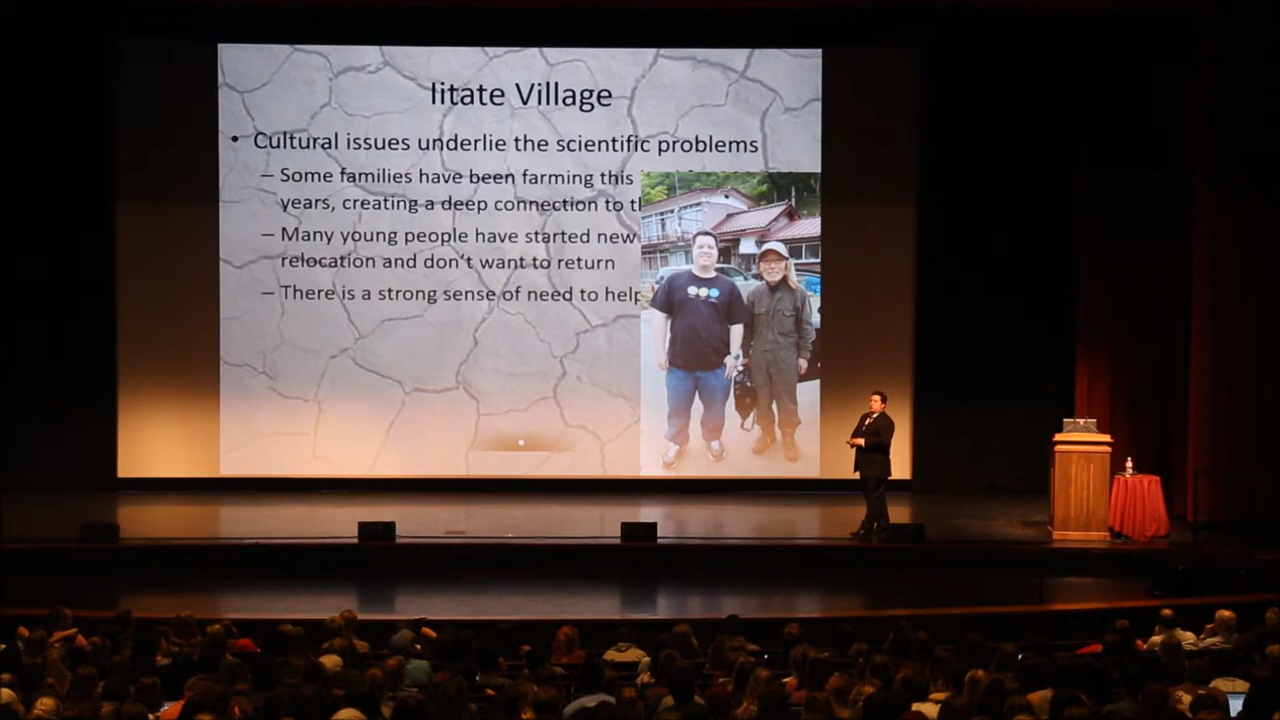 Iitate Village
• Cultural issues underlie the scientific problems
– Some families have been farming this
years, creating a deep connection to
– Many young people have started new
relocation and don't want to return
– There is a strong sense of need to help